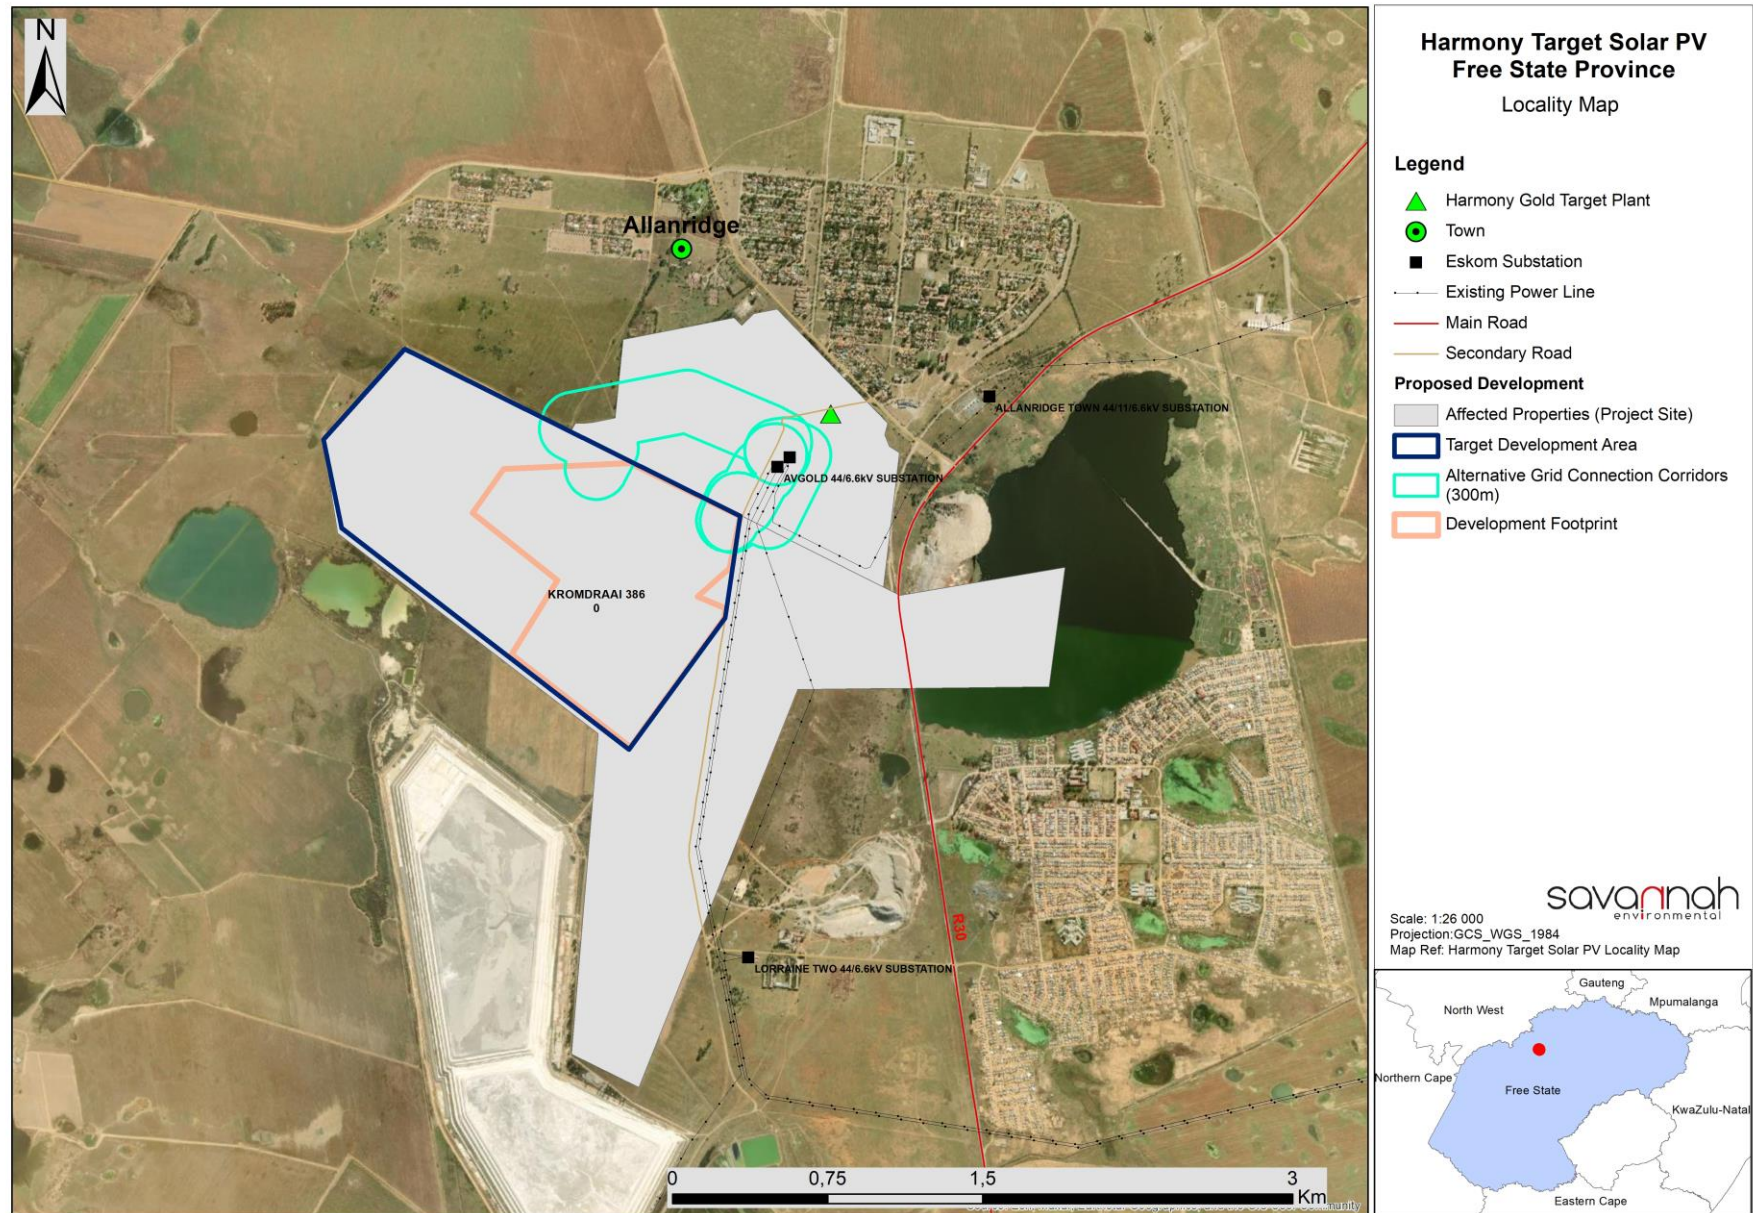 N
Allanridge
ALLANRIDGE TOWN 44/11/6.6kV SUBSTATION
AVGOLD 44/6.6kV SUBSTATION
KROMDRAAI 386
0
R30
LORRAINE TWO 44/6.6kV SUBSTATION
0 0,75 1,5 3
Km
Harmony Target Solar PV
Free State Province
Locality Map
Legend
Harmony Gold Target Plant
Town
Eskom Substation
Existing Power Line
Main Road
Secondary Road
Proposed Development
Affected Properties (Project Site)
Target Development Area
Alternative Grid Connection Corridors
(300m)
Development Footprint
savannah
environmental
Scale: 1:26 000
Projection:GCS_WGS_1984
Map Ref: Harmony Target Solar PV Locality Map
Gauteng
North West
Mpumalanga
Northern Cape
Free State
KwaZulu-Natal
Eastern Cape